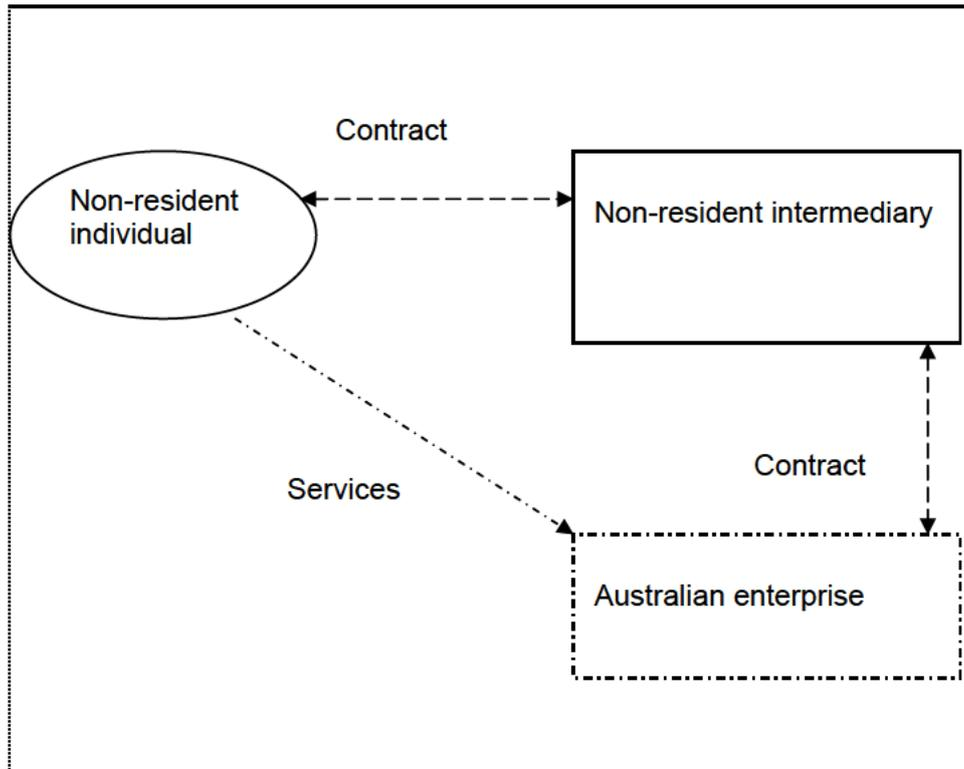 Contract
Non-resident
individual
Non-resident intermediary
Contract
Services
Australian enterprise